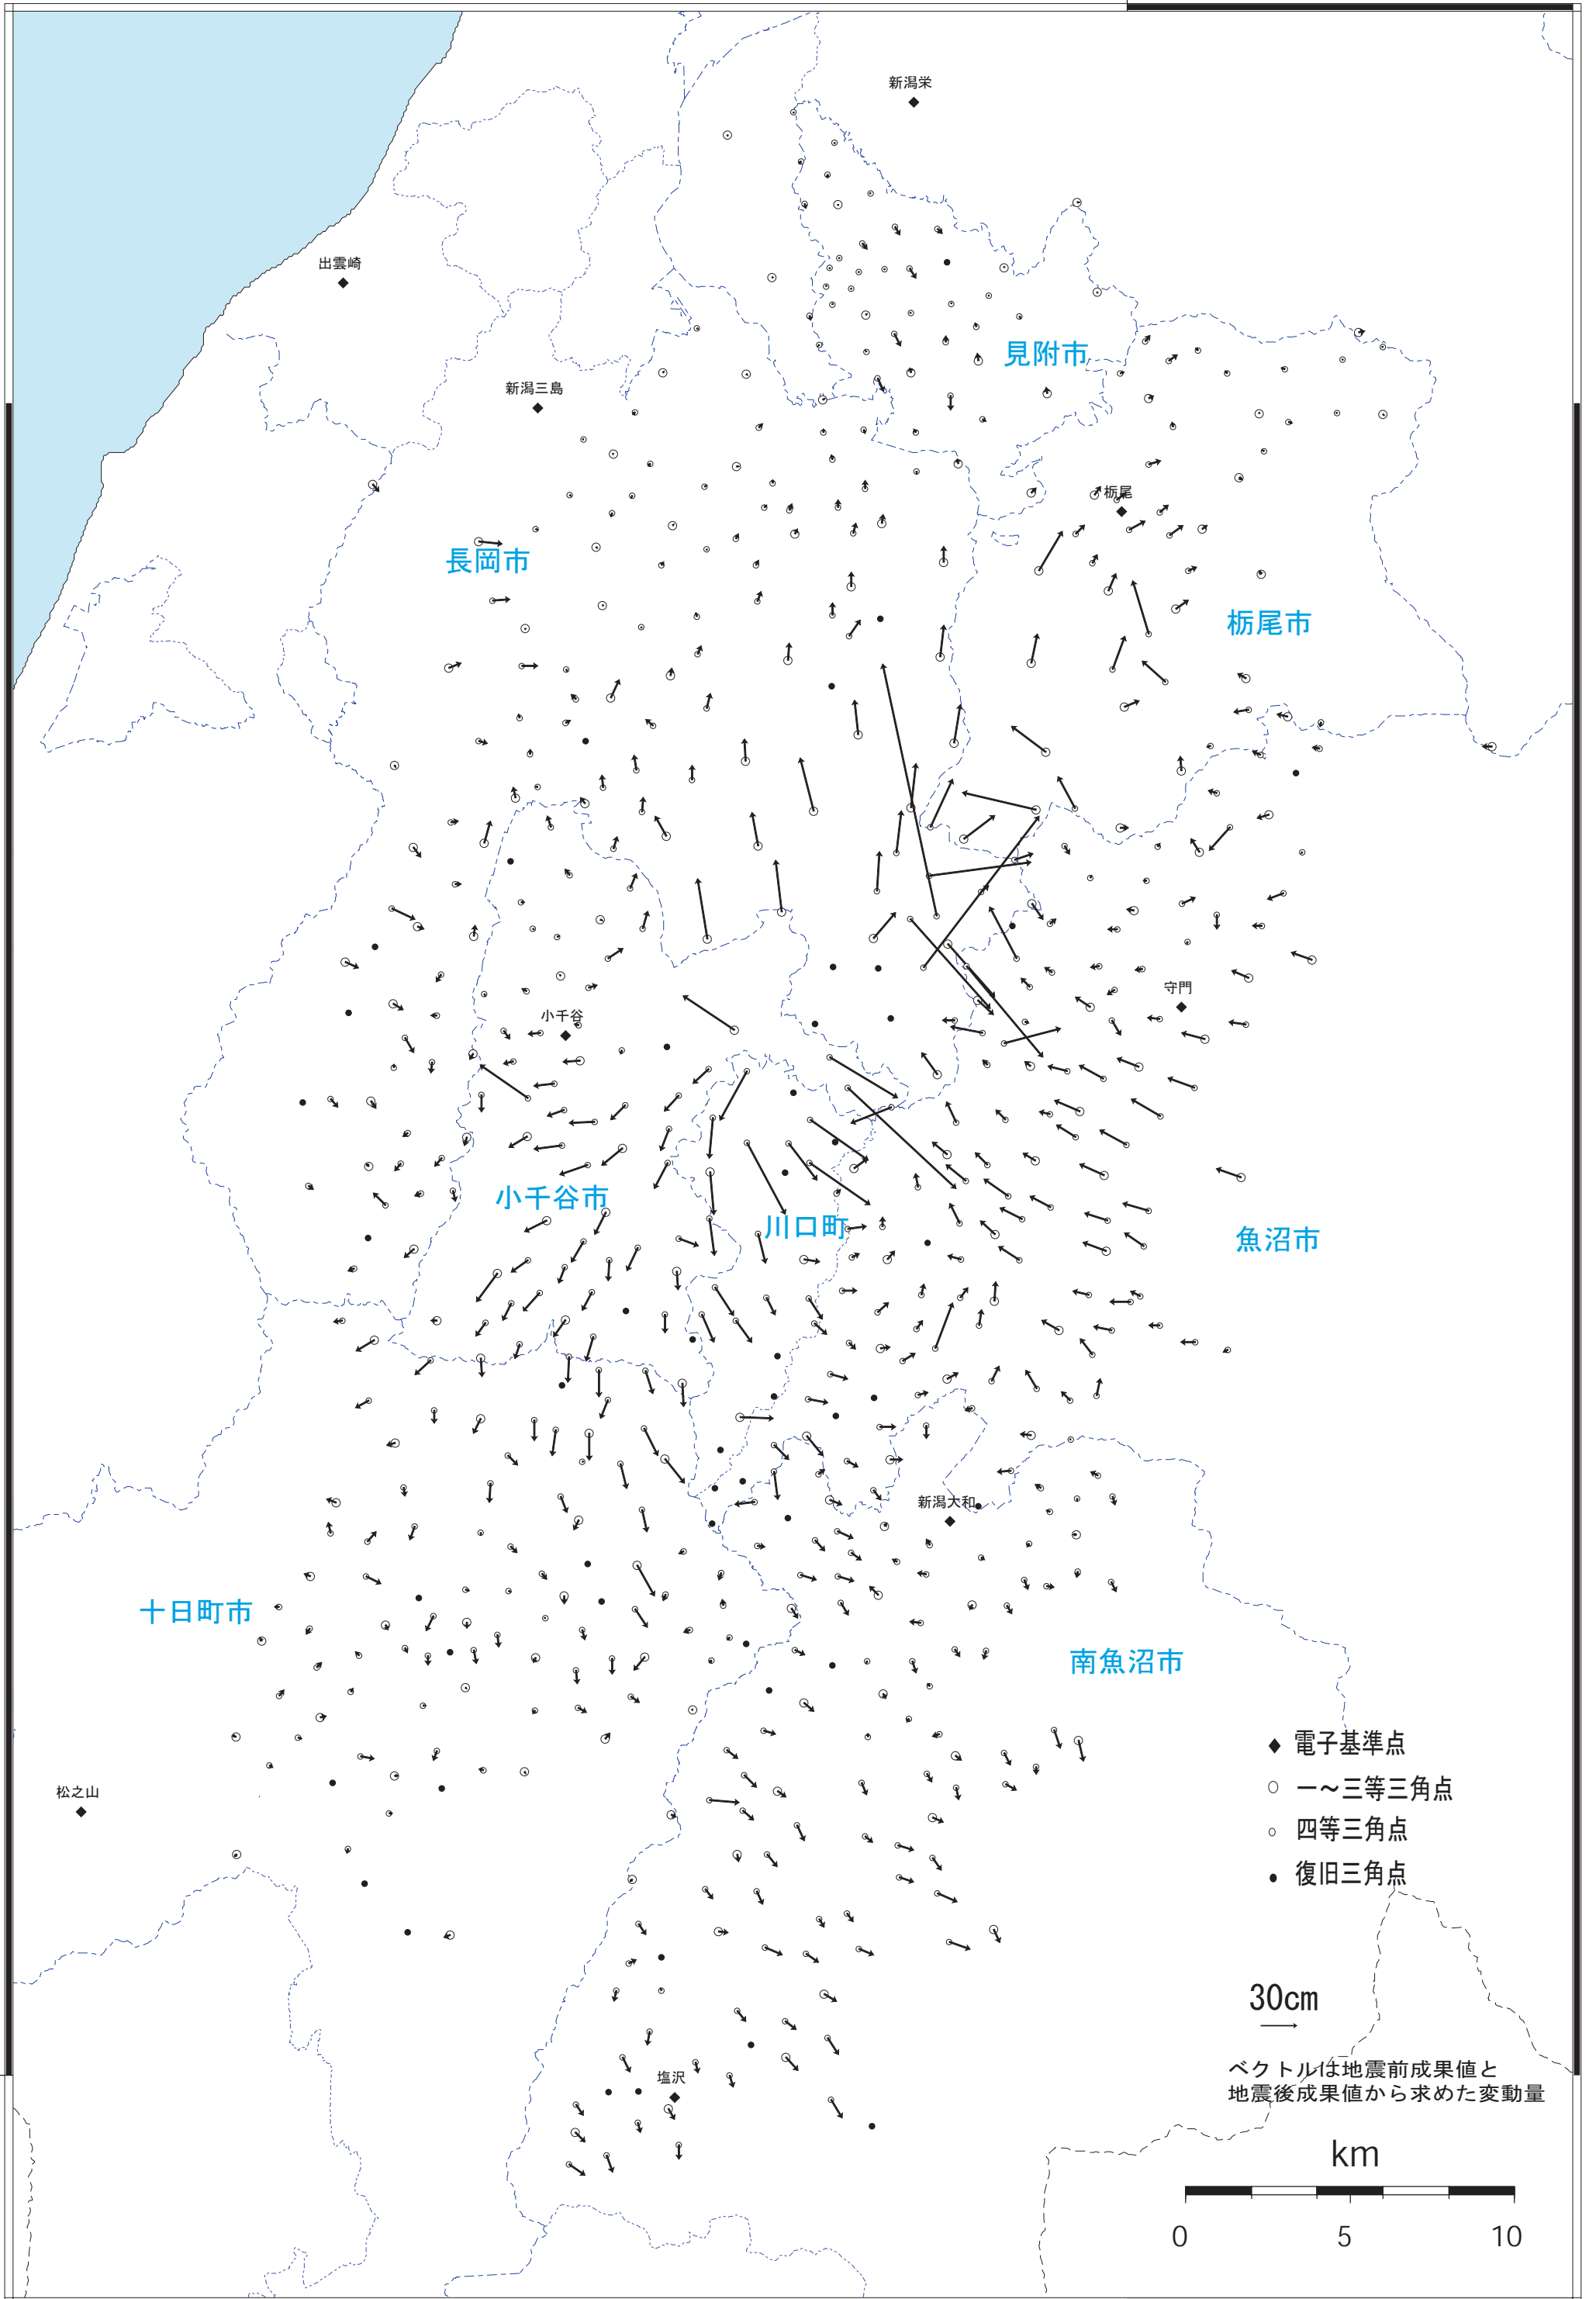 新潟栄
出雲崎
見附市
新潟三島
栃尾
長岡市
栃尾市
守門
小千谷
小千谷市
川口町
魚沼市
新潟大和
十日町市
南魚沼市
電子基準点
一～三等三角点
松之山
四等三角点
復旧三角点
30cm
ベクトルは地震前成果値と
地震後成果値から求めた変動量
塩沢
km
0 5 10